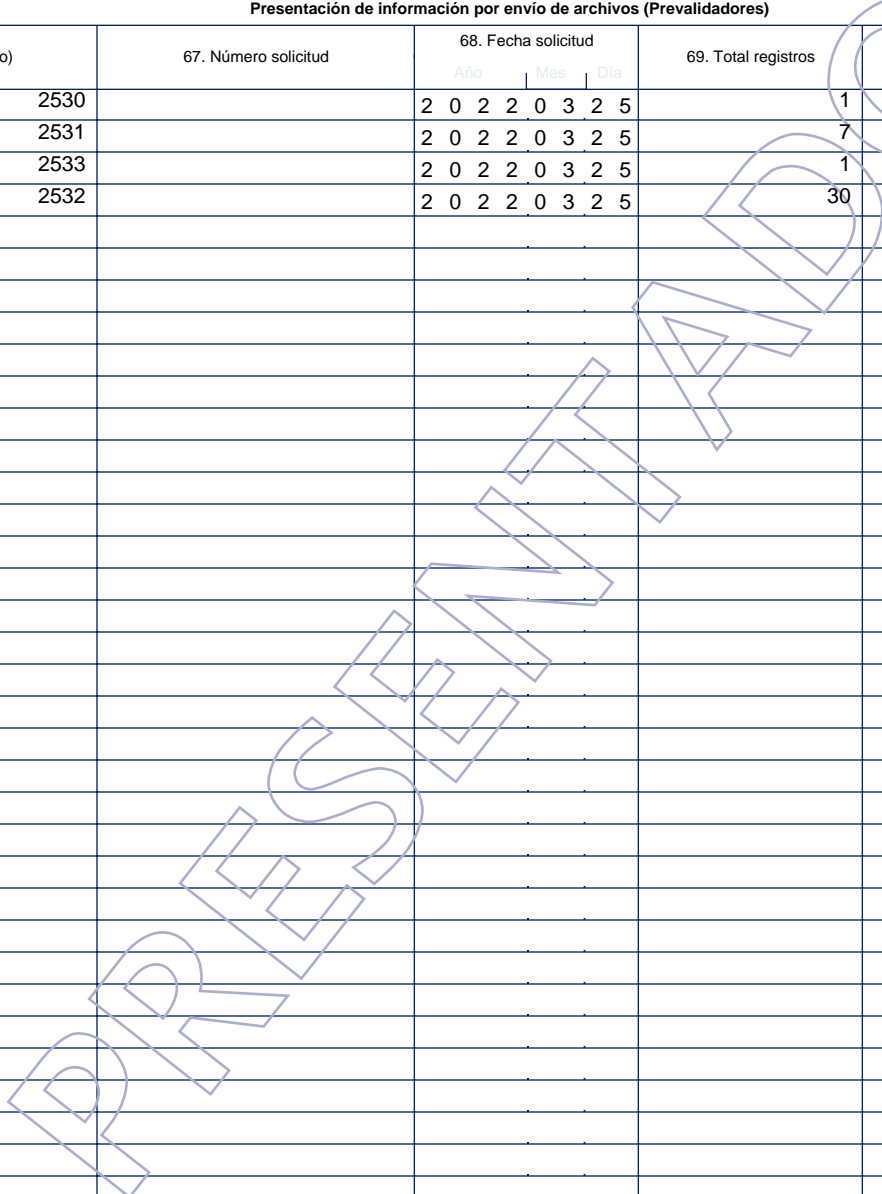 Presentación de información por envío de archivos (Prevalidadores)
o) 67. Número solicitud 68. Fecha solicitud 69. Total registros
Año Mes Día
2530 2 0 2 2 0 3 2 5 1
2531 2 0 2 2 0 3 2 5 7
2533 2 0 2 2 0 3 2 5 1
2532 2 0 2 2 0 3 2 5 30
PRESENTADO